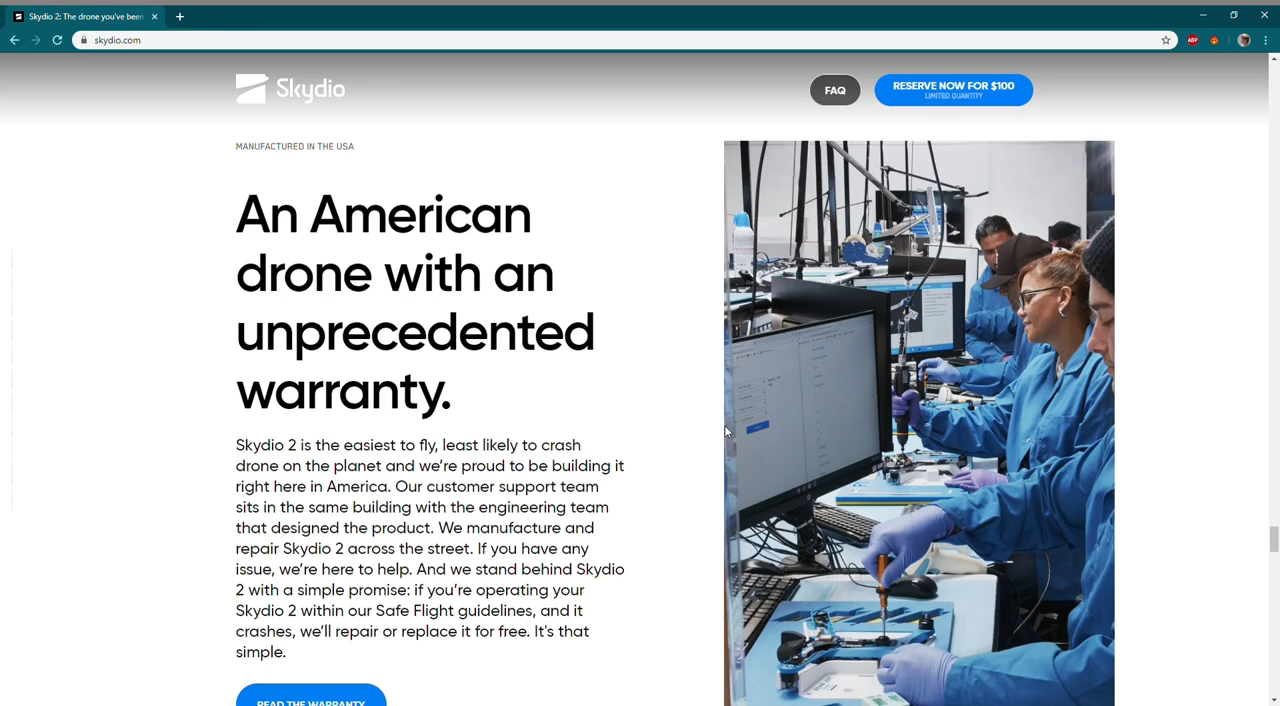 Skydio 2: The drone you've been
skydio.com
ABP
Skydio
FAQ
RESERVE NOW FOR $100
LIMITED QUANTITY
MANUFACTURED IN THE USA
An American
drone with an
unprecedented
warranty.
Skydio 2 is the easiest to fly, least likely to crash
drone on the planet and we're proud to be building it
right here in America. Our customer support team
sits in the same building with the engineering team
that designed the product. We manufacture and
repair Skydio 2 across the street. If you have any
issue, we're here to help. And we stand behind Skydio
2 with a simple promise: if you're operating your
Skydio 2 within our Safe Flight guidelines, and it
crashes, we'll repair or replace it for free. It's that
simple.
READ THE WARRANTY